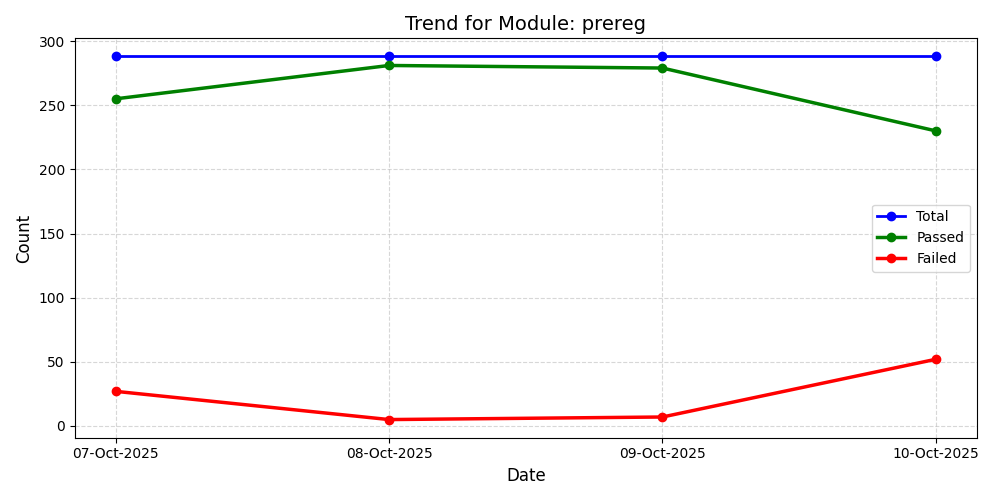 Trend for Module: prereg
300
250
200
150
100
50
0
Count
Total
Passed
Failed
07-Oct-2025
08-Oct-2025
09-Oct-2025
10-Oct-2025
Date